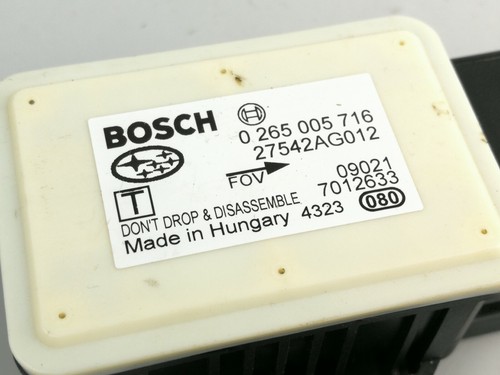 BOSCH 0 265 005 716
27542AG012
FOV 09021
T 7012633
DON'T DROP & DISASSEMBLE
Made in Hungary 4323 080